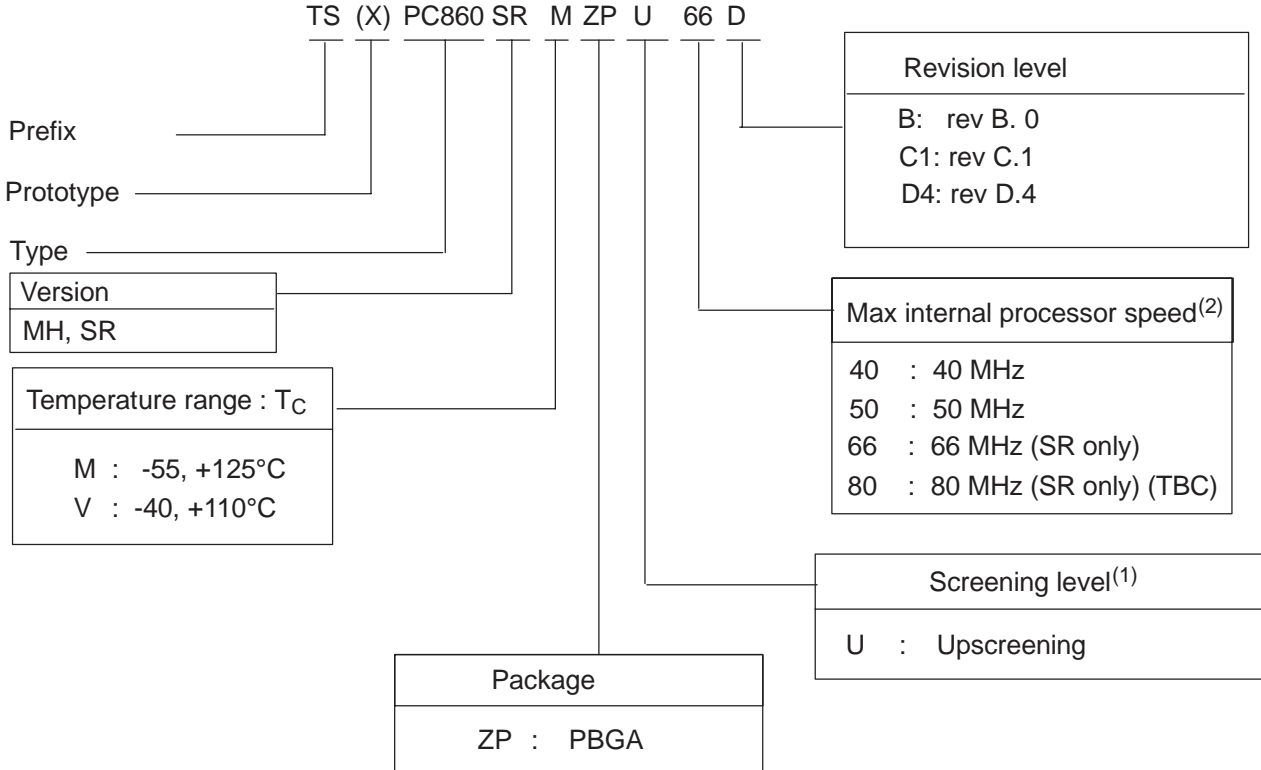 TS (X) PC860 SR M ZP U 66 D
Prefix
Prototype
Type
Version
MH, SR
Temperature range : TC
M : -55, +125°C
V : -40, +110°C
Revision level
B: rev B. 0
C1: rev C.1
D4: rev D.4
Max internal processor speed(2)
40 : 40 MHz
50 : 50 MHz
66 : 66 MHz (SR only)
80 : 80 MHz (SR only) (TBC)
Screening level(1)
U : Upscreening
Package
ZP : PBGA